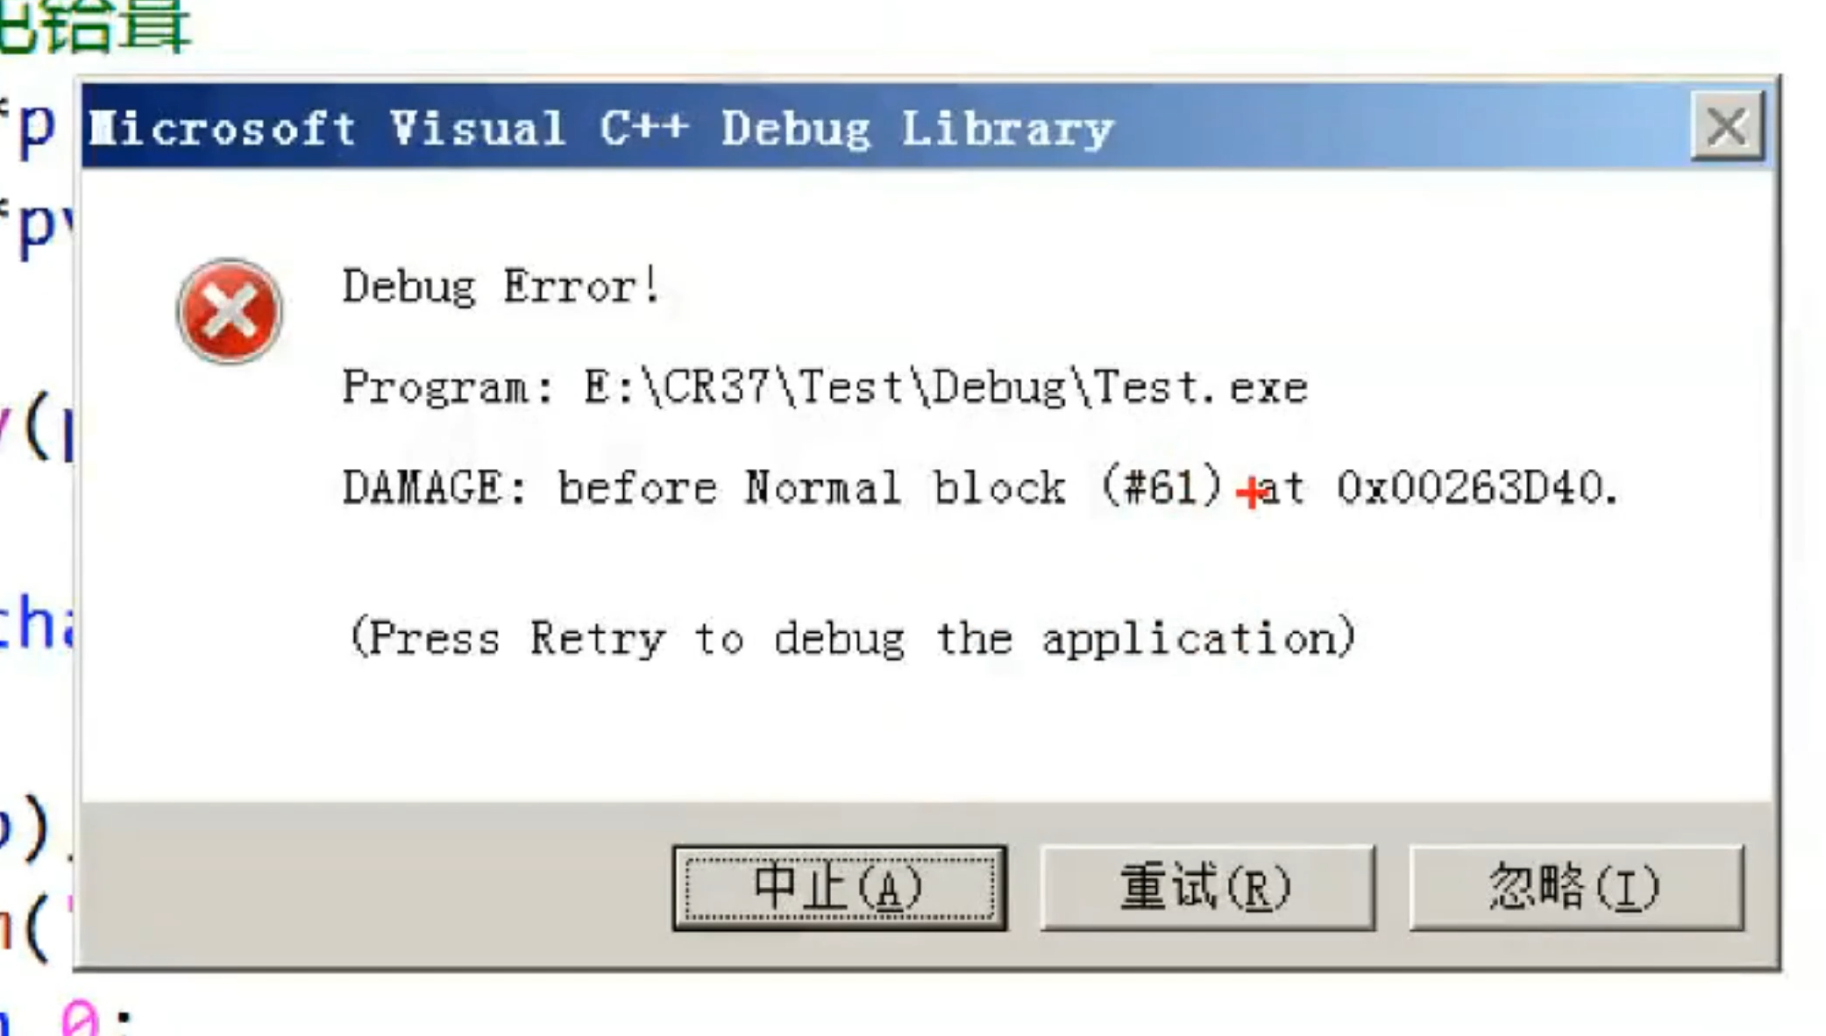 *p
Microsoft Visual C++ Debug Library
*p
Debug Error!
Program: E:\CR37\Test\Debug\Test.exe
(p
DAMAGE: before Normal block (#61) at 0x00263D40.
(Press Retry to debug the application)
)
中止(A) 重试(R) 忽略(I)
(
0;